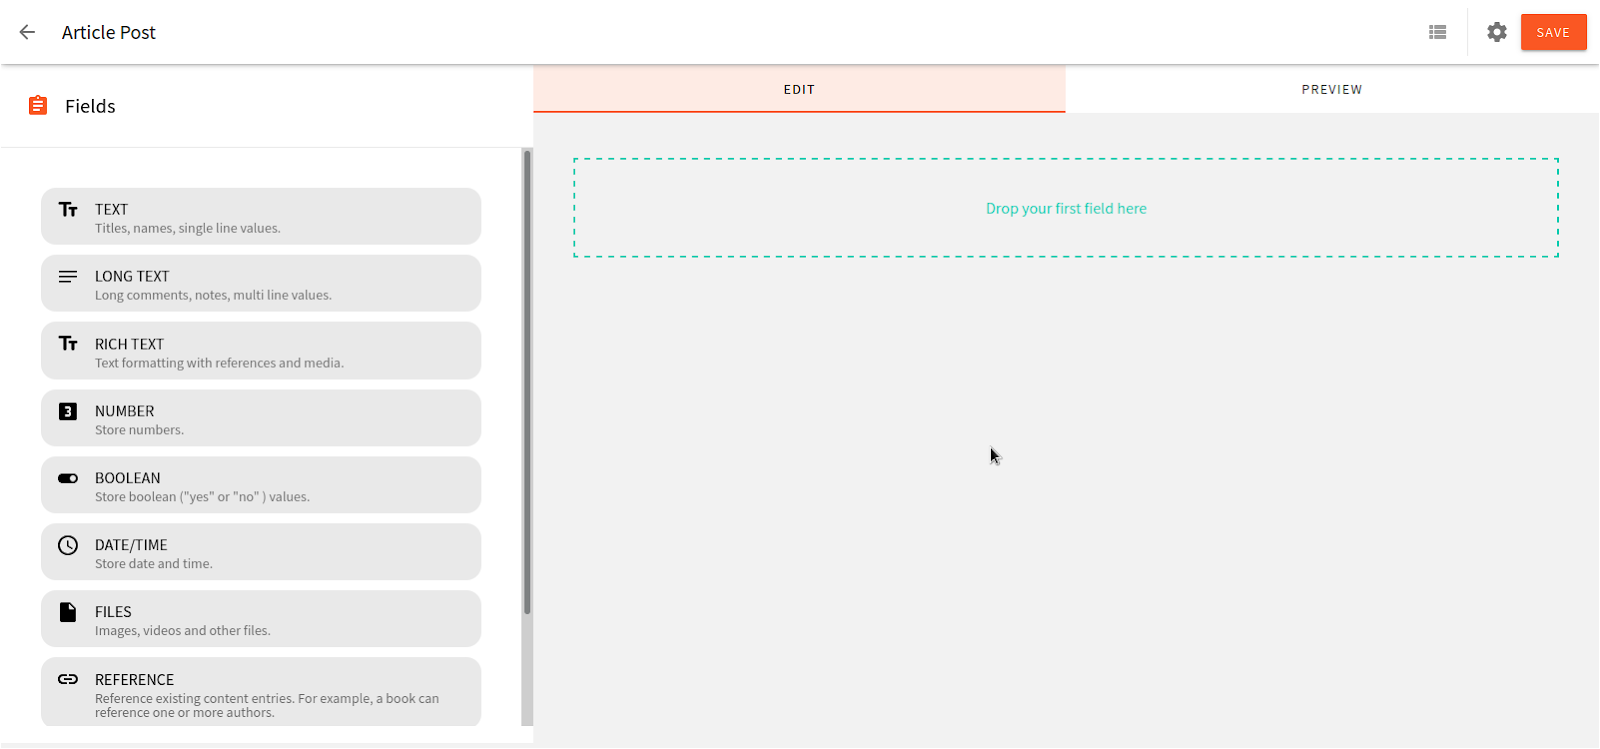 Article Post
SAVE
Fields
EDIT
PREVIEW
Drop your first field here
TEXT
Titles, names, single line values.
LONG TEXT
Long comments, notes, multi line values.
RICH TEXT
Text formatting with references and media.
3
NUMBER
Store numbers.
BOOLEAN
Store boolean ("yes" or "no" ) values.
DATE/TIME
Store date and time.
FILES
Images, videos and other files.
REFERENCE
Reference existing content entries. For example, a book can
reference one or more authors.